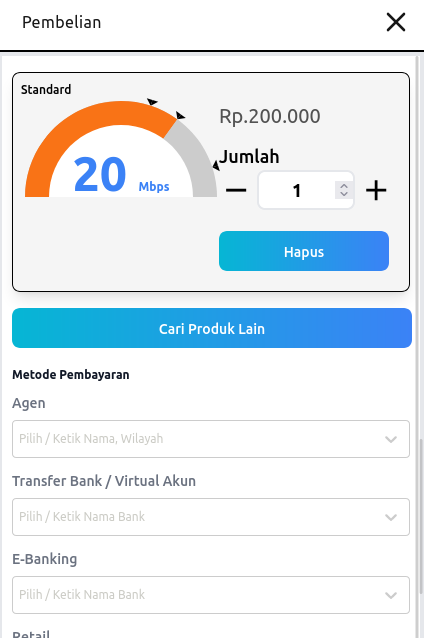 Pembelian
Standard
Rp.200.000
20 Mbps
Jumlah
1
Hapus
Cari Produk Lain
Metode Pembayaran
Agen
Pilih / Ketik Nama, Wilayah
Transfer Bank / Virtual Akun
Pilih / Ketik Nama Bank
E-Banking
Pilih / Ketik Nama Bank
Retail